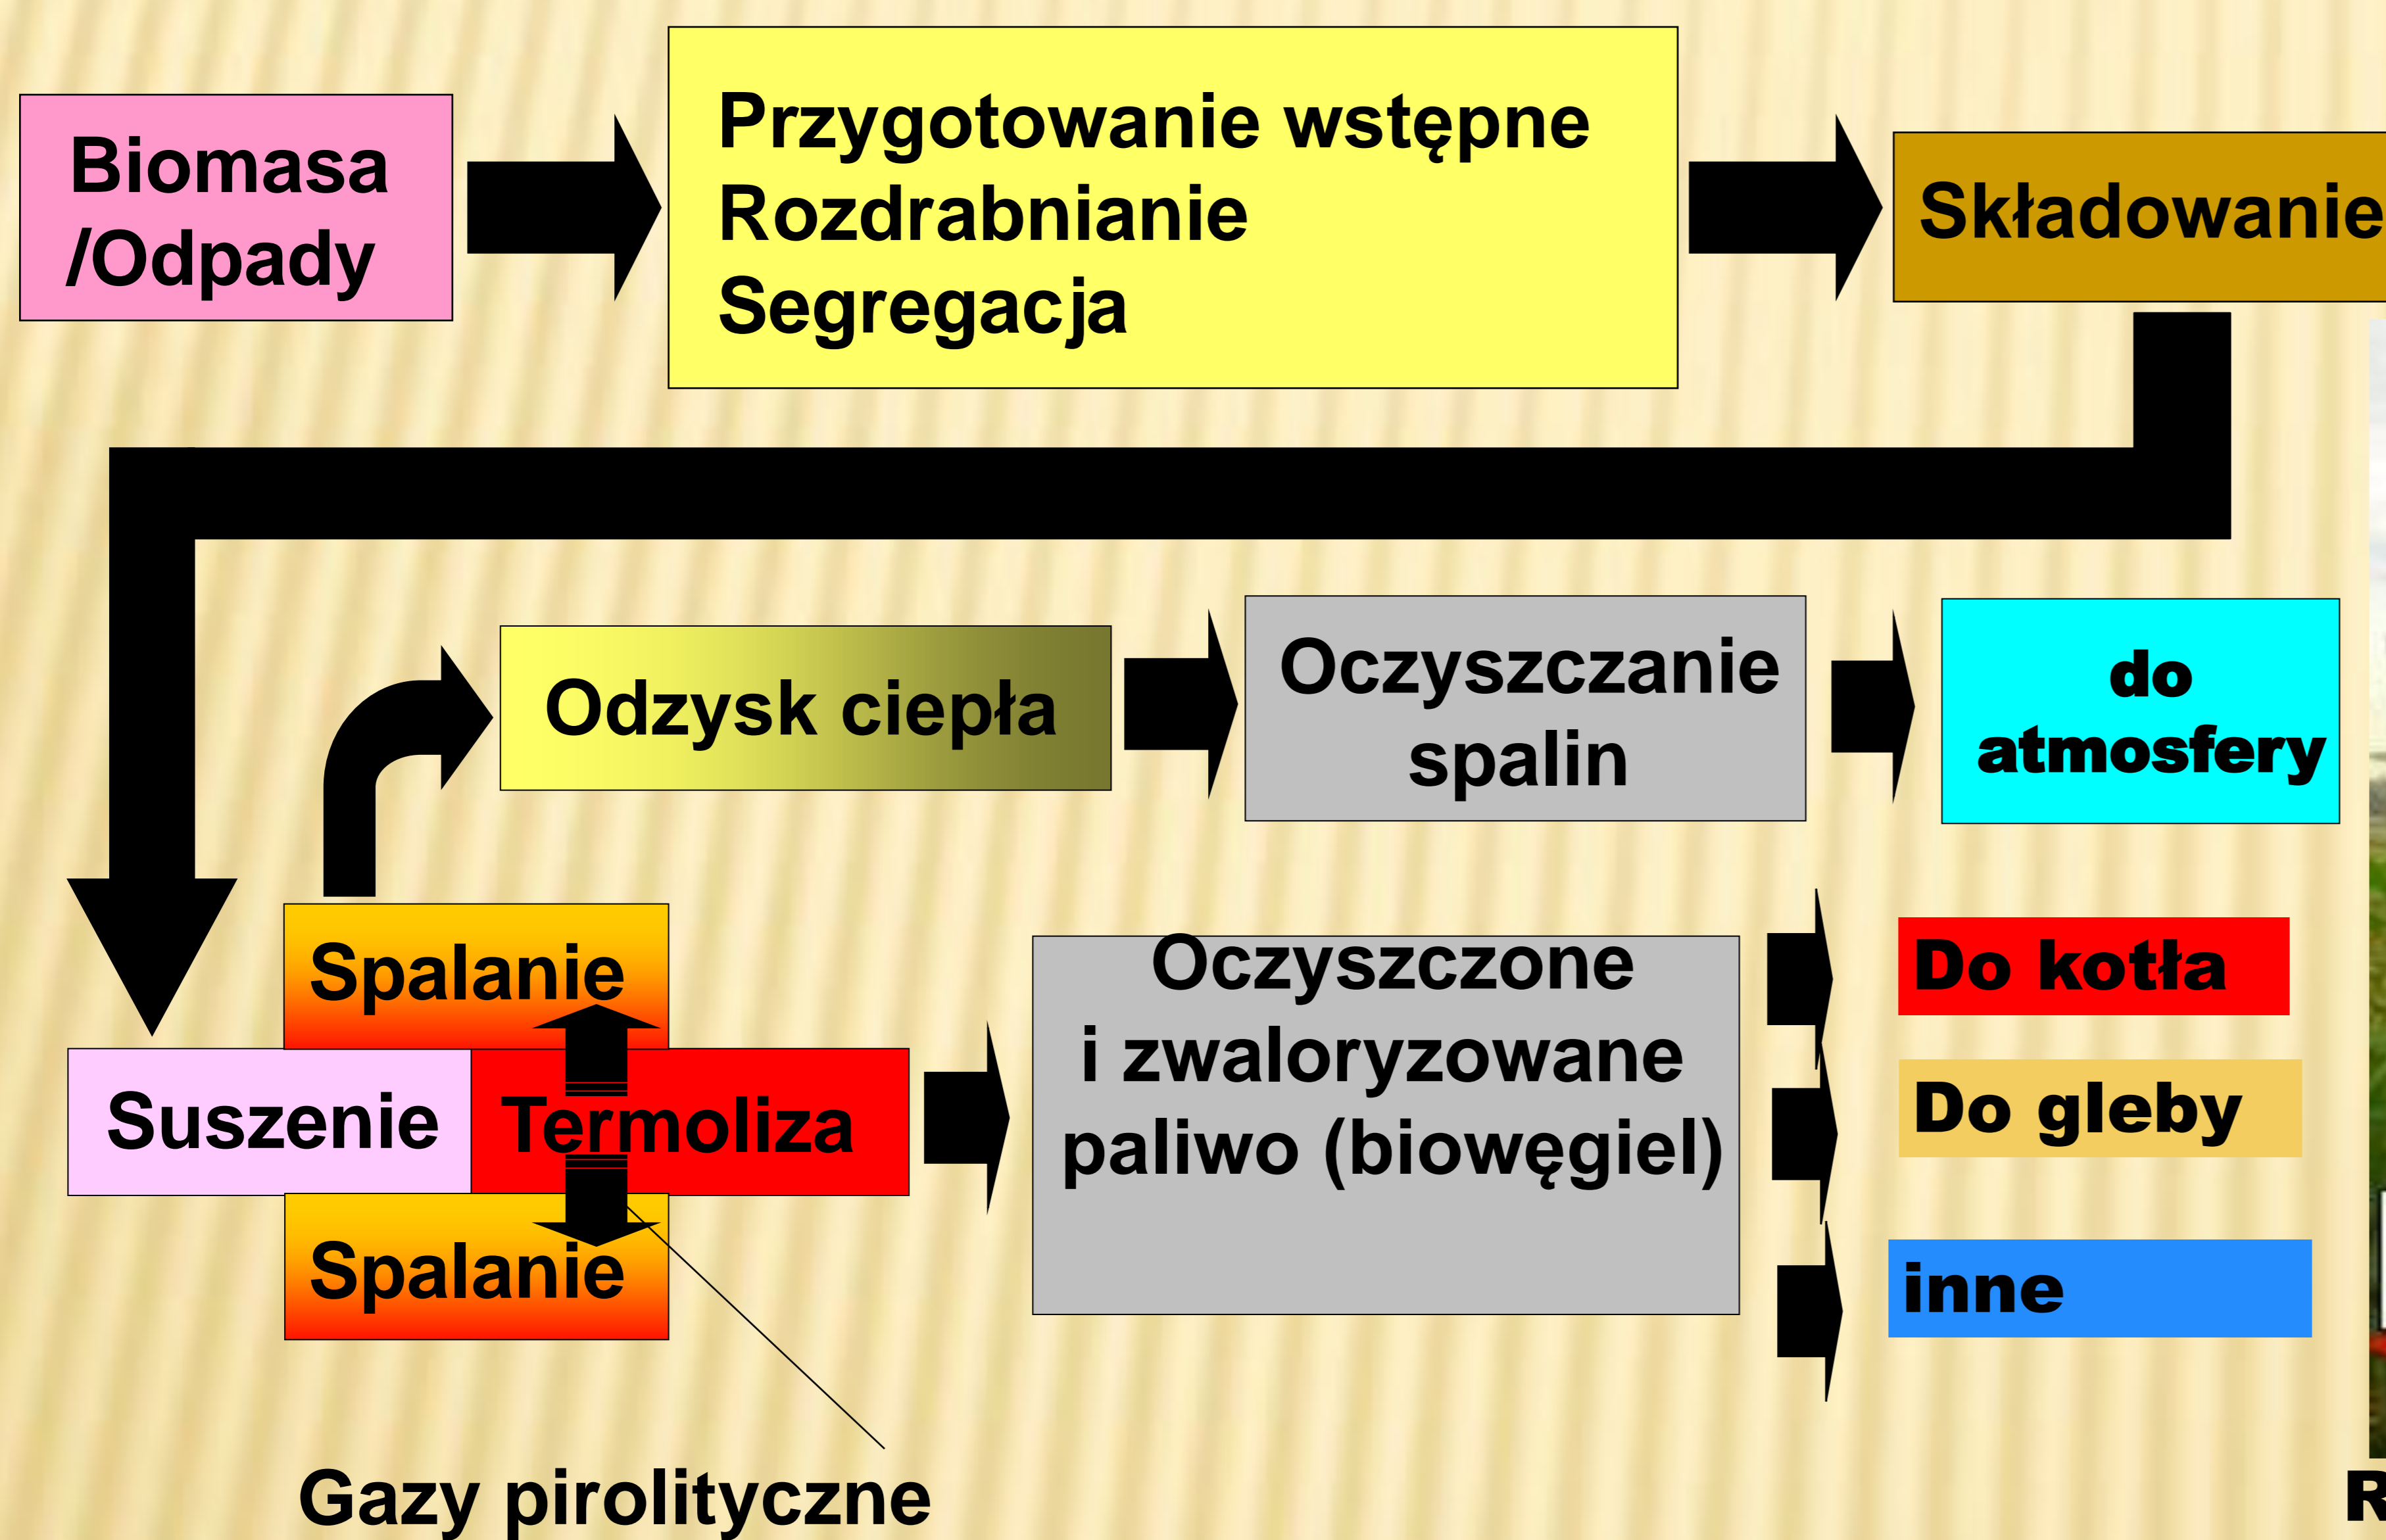 Biomasa
/Odpady
Przygotowanie wstępne
Rozdrabnianie
Segregacja
Składowanie
Odzysk ciepła
Oczyszczanie
spalin
do
atmosfery
Spalanie
Suszenie
Termoliza
Spalanie
Oczyszczone
i zwaloryzowane
paliwo (biowęgiel)
Do kotła
Do gleby
inne
Gazy pirolityczne